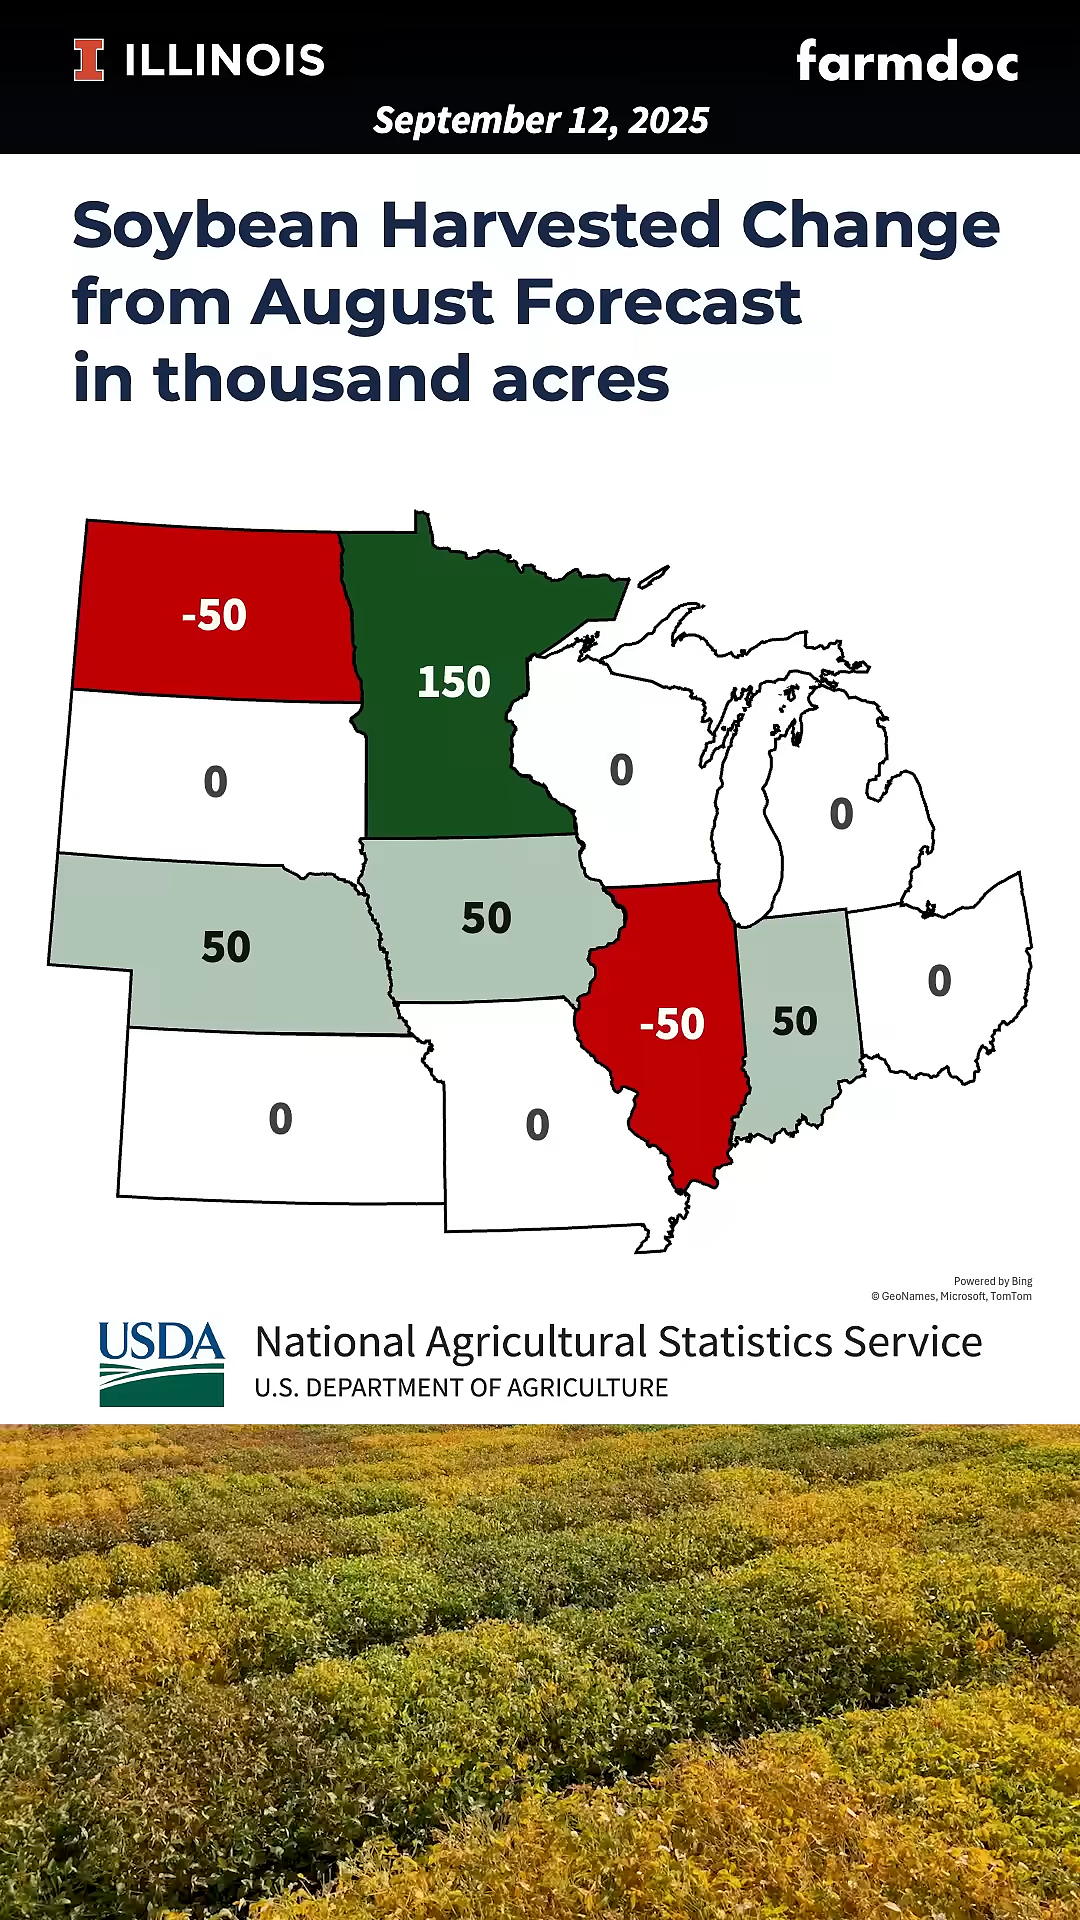 ILLINOIS
farmdoc
September 12, 2025
Soybean Harvested Change
from August Forecast
in thousand acres
-50
150
0
0
0
50
50
-50
50
0
0
0
Powered by Bing
© GeoNames, Microsoft, TomTom
USDA
National Agricultural Statistics Service
U.S. DEPARTMENT OF AGRICULTURE